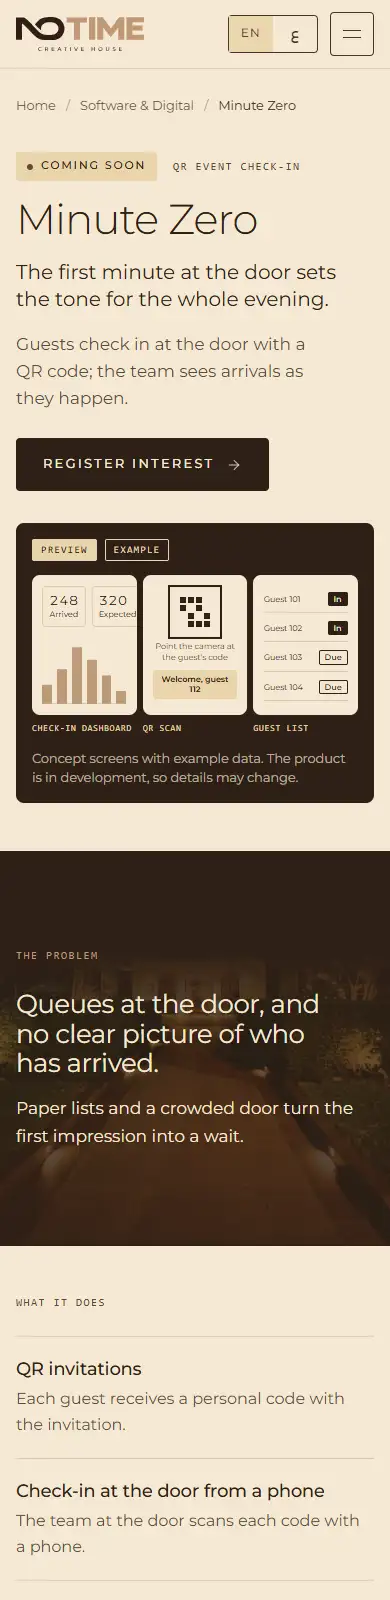 NOTIME
CREATIVE HOUSE
EN
ع
Home / Software & Digital / Minute Zero
COMING SOON
QR EVENT CHECK-IN
Minute Zero
The first minute at the door sets
the tone for the whole evening.
Guests check in at the door with a
QR code; the team sees arrivals as
they happen.
REGISTER INTEREST →
PREVIEW
EXAMPLE
248
Arrived
320
Expected
CHECK-IN DASHBOARD
Point the camera at
the guest's code
Welcome, guest
112
QR SCAN
Guest 101 In
Guest 102 In
Guest 103 Due
Guest 104 Due
GUEST LIST
Concept screens with example data. The product
is in development, so details may change.
THE PROBLEM
Queues at the door, and
no clear picture of who
has arrived.
Paper lists and a crowded door turn the
first impression into a wait.
WHAT IT DOES
QR invitations
Each guest receives a personal code with
the invitation.
Check-in at the door from a phone
The team at the door scans each code with
a phone.